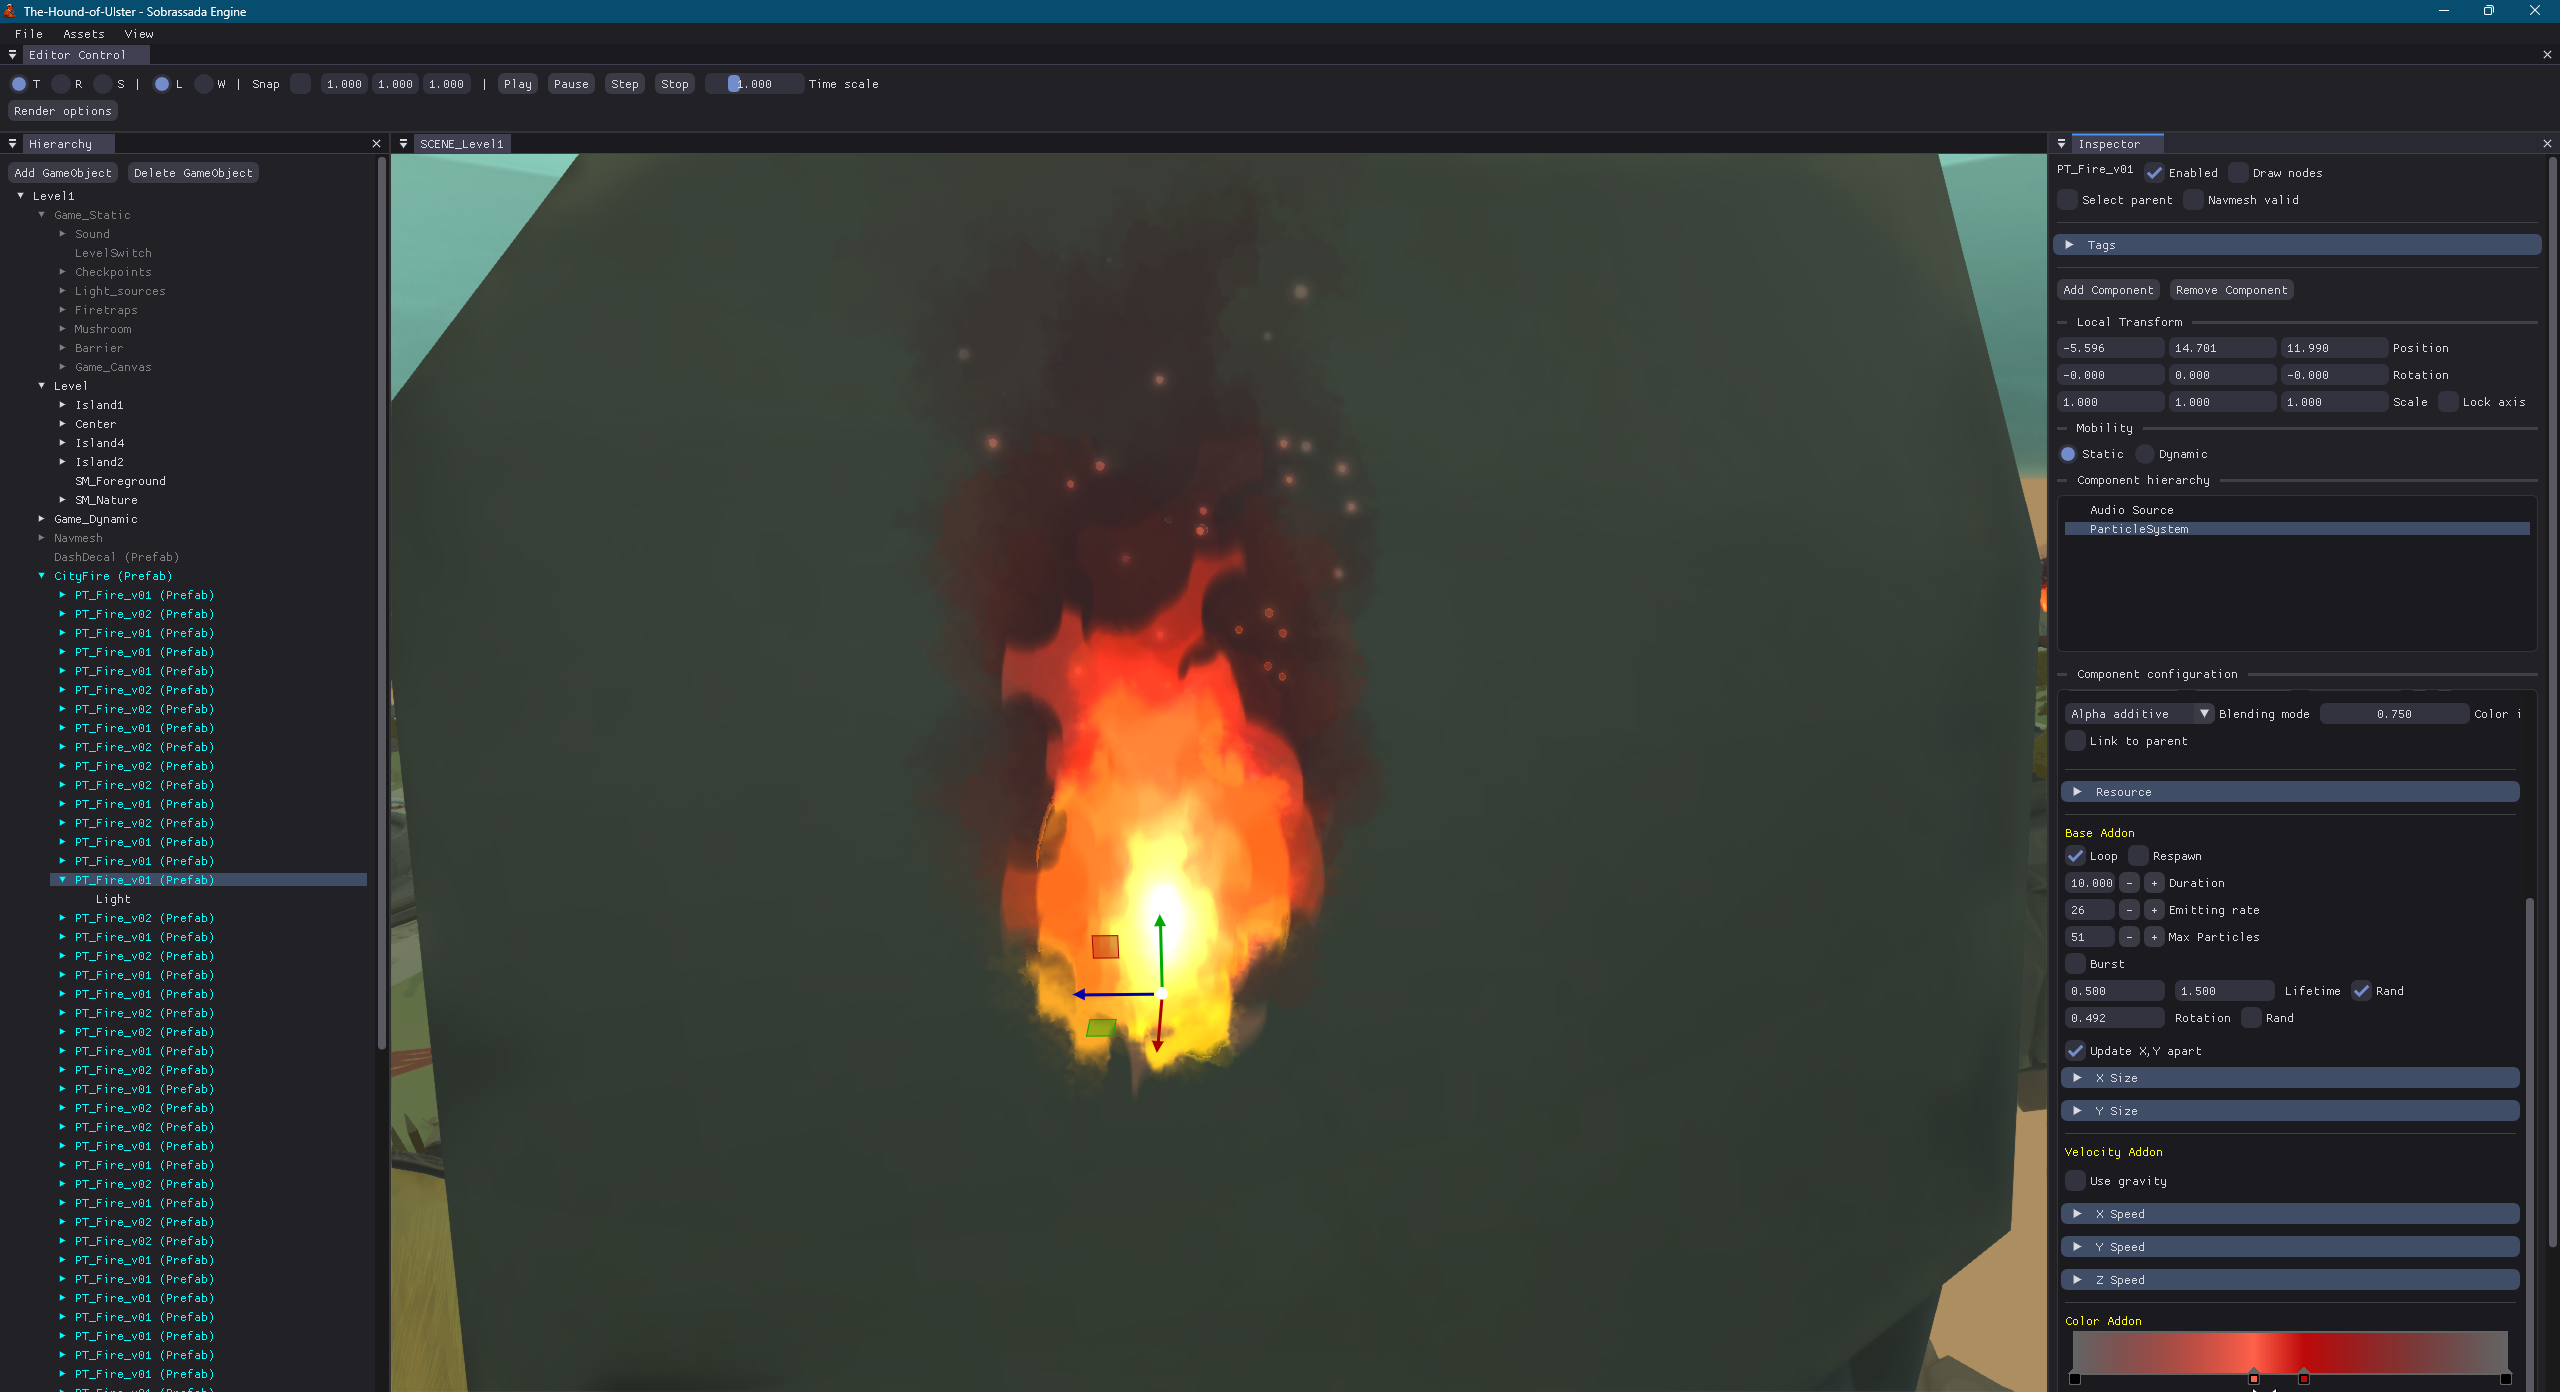 The-Hound-of-Ulster - Sobrassada Engine
File Assets View
Editor Control
T R S | L W | Snap 1.000 1.000 1.000 | Play Pause Step Stop 1.000 Time scale
Render options
Hierarchy
Add GameObject Delete GameObject
Level1
Game_Static
Sound
LevelSwitch
Checkpoints
Light_sources
Firetraps
Mushroom
Barrier
Game_Canvas
Level
Island1
Center
Island4
Island2
SM_Foreground
SM_Nature
Game_Dynamic
Navmesh
DashDecal (Prefab)
CityFire (Prefab)
PT_Fire_v01 (Prefab)
PT_Fire_v02 (Prefab)
PT_Fire_v01 (Prefab)
PT_Fire_v01 (Prefab)
PT_Fire_v01 (Prefab)
PT_Fire_v02 (Prefab)
PT_Fire_v02 (Prefab)
PT_Fire_v01 (Prefab)
PT_Fire_v02 (Prefab)
PT_Fire_v02 (Prefab)
PT_Fire_v02 (Prefab)
PT_Fire_v01 (Prefab)
PT_Fire_v02 (Prefab)
PT_Fire_v01 (Prefab)
PT_Fire_v01 (Prefab)
PT_Fire_v01 (Prefab)
Light
PT_Fire_v02 (Prefab)
PT_Fire_v01 (Prefab)
PT_Fire_v02 (Prefab)
PT_Fire_v01 (Prefab)
PT_Fire_v01 (Prefab)
PT_Fire_v02 (Prefab)
PT_Fire_v02 (Prefab)
PT_Fire_v01 (Prefab)
PT_Fire_v02 (Prefab)
PT_Fire_v01 (Prefab)
PT_Fire_v02 (Prefab)
PT_Fire_v02 (Prefab)
PT_Fire_v01 (Prefab)
PT_Fire_v01 (Prefab)
PT_Fire_v02 (Prefab)
PT_Fire_v01 (Prefab)
PT_Fire_v02 (Prefab)
PT_Fire_v02 (Prefab)
PT_Fire_v01 (Prefab)
PT_Fire_v01 (Prefab)
PT_Fire_v01 (Prefab)
PT_Fire_v01 (Prefab)
PT_Fire_v01 (Prefab)
PT_Fire_v01 (Prefab)
PT_Fire_v01 (Prefab)
SCENE_Level1
Inspector
PT_Fire_v01 Enabled Draw nodes
Select parent Navmesh valid
Tags
Add Component Remove Component
Local Transform
-5.596 14.701 11.990 Position
-0.000 0.000 -0.000 Rotation
1.000 1.000 1.000 Scale Lock axis
Mobility
Static Dynamic
Component hierarchy
Audio Source
ParticleSystem
Component configuration
Alpha additive Blending mode 0.750 Color i
Link to parent
Resource
Base Addon
Loop Respawn
10.000 - + Duration
26 - + Emitting rate
51 - + Max Particles
Burst
0.500 1.500 Lifetime Rand
0.492 Rotation Rand
Update X,Y apart
X Size
Y Size
Velocity Addon
Use gravity
X Speed
Y Speed
Z Speed
Color Addon